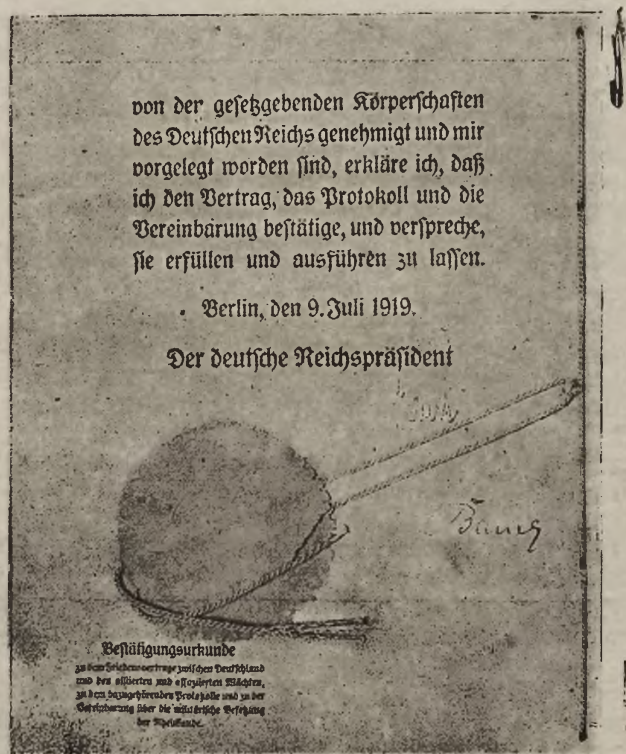 von der gesetzgebenden Körperschaften
des Deutschen Reichs genehmigt und mir
vorgelegt worden sind, erkläre ich, daß
ich den Vertrag, das Protokoll und die
Vereinbarung bestätige, und verspreche,
sie erfüllen und ausführen zu lassen.
Berlin, den 9. Juli 1919.
Der deutsche Reichspräsident
Bestätigungsurkunde
zu dem Friedensvertrage zwischen Deutschland
und den alliierten und assoziierten Mächten,
zu dem dazugehörenden Protokolle und zu der
Vereinbarung über die militärische Besetzung
der Rheinlande.